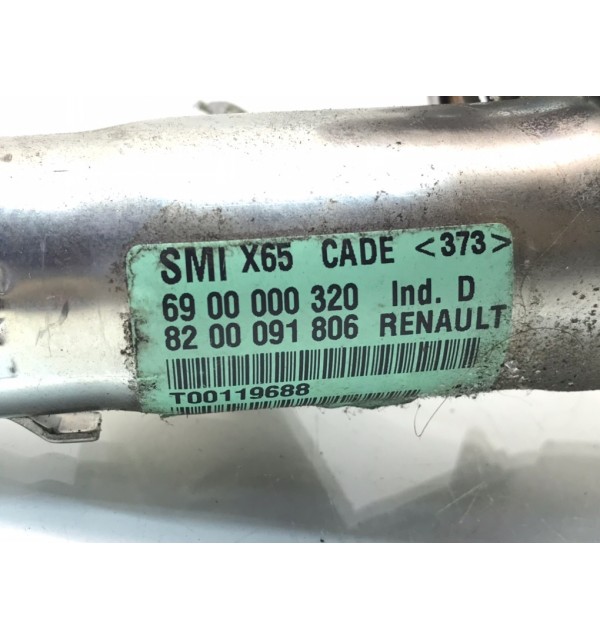 SMI X65 CADE <373>
69 00 000 320 Ind. D
82 00 091 806 RENAULT
T00119688